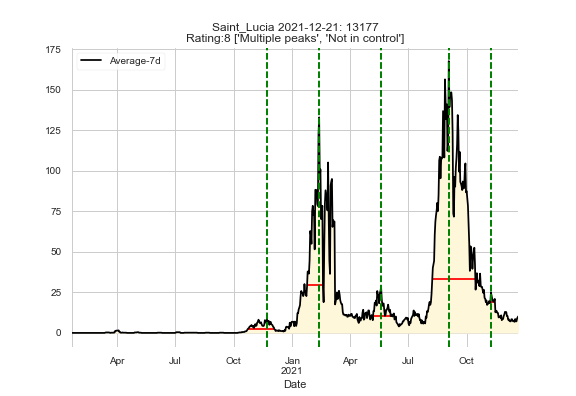 Saint_Lucia 2021-12-21: 13177
Rating:8 ['Multiple peaks', 'Not in control']
175
150
125
100
75
50
25
0
Average-7d
Apr
Jul
Oct
Jan
2021
Apr
Jul
Oct
Date